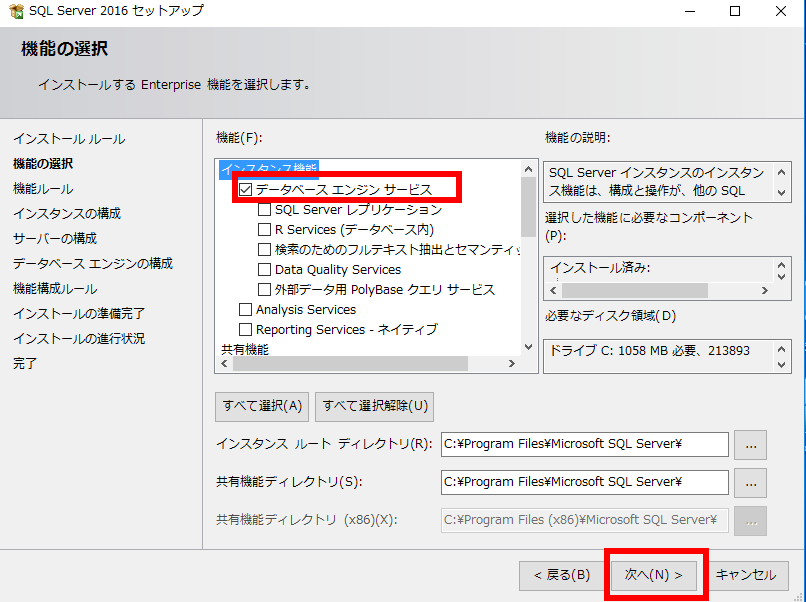 SQL Server 2016 セットアップ
機能の選択
インストールする Enterprise 機能を選択します。
インストール ルール
機能の選択
機能ルール
インスタンスの構成
サーバーの構成
データベース エンジンの構成
機能構成ルール
インストールの準備完了
インストールの進行状況
完了
機能(F):
インスタンス機能
データベース エンジン サービス
SQL Server レプリケーション
R Services (データベース内)
検索のためのフルテキスト抽出とセマンティッ
Data Quality Services
外部データ用 PolyBase クエリ サービス
Analysis Services
Reporting Services - ネイティブ
共有機能
機能の説明:
SQL Server インスタンスのインスタン
ス機能は、構成と操作が、他の SQL
選択した機能に必要なコンポーネント
(P):
インストール済み:
必要なディスク領域(D)
ドライブ C: 1058 MB 必要、213893
すべて選択(A)
すべて選択解除(U)
インスタンス ルート ディレクトリ(R):
C:¥Program Files¥Microsoft SQL Server¥
...
共有機能ディレクトリ(S):
C:¥Program Files¥Microsoft SQL Server¥
...
共有機能ディレクトリ (x86)(X):
C:¥Program Files (x86)¥Microsoft SQL Server¥
...
< 戻る(B)
次へ(N) >
キャンセル